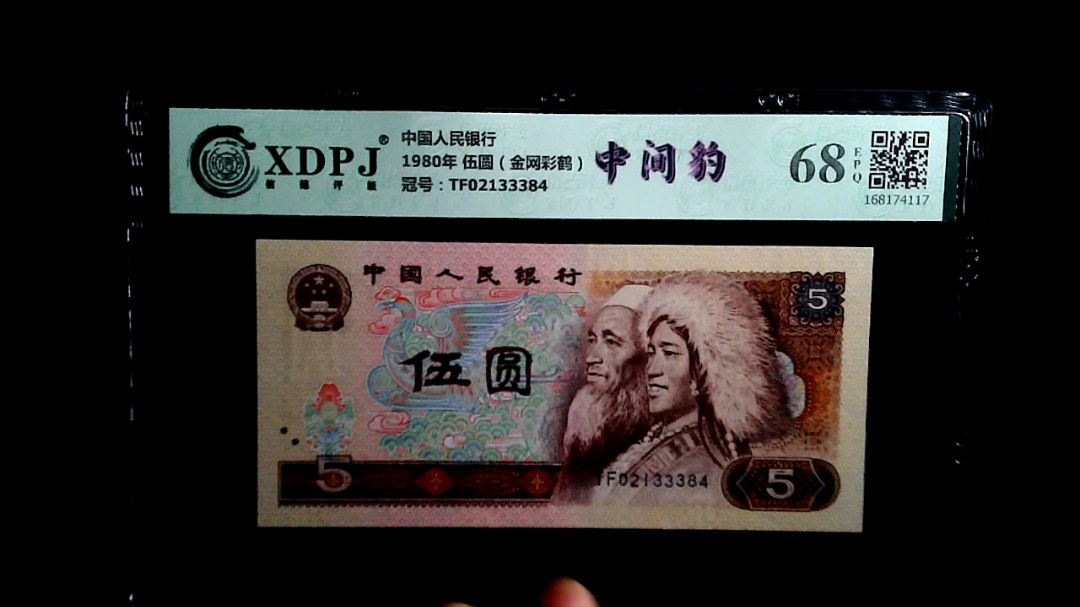 XDPJ®
中国人民银行
1980年 伍圆（金网彩鹤）
冠号：TF02133384
中间豹
68
EPQ
168174117
中国人民银行
5
伍圆
5
TF02133384
5